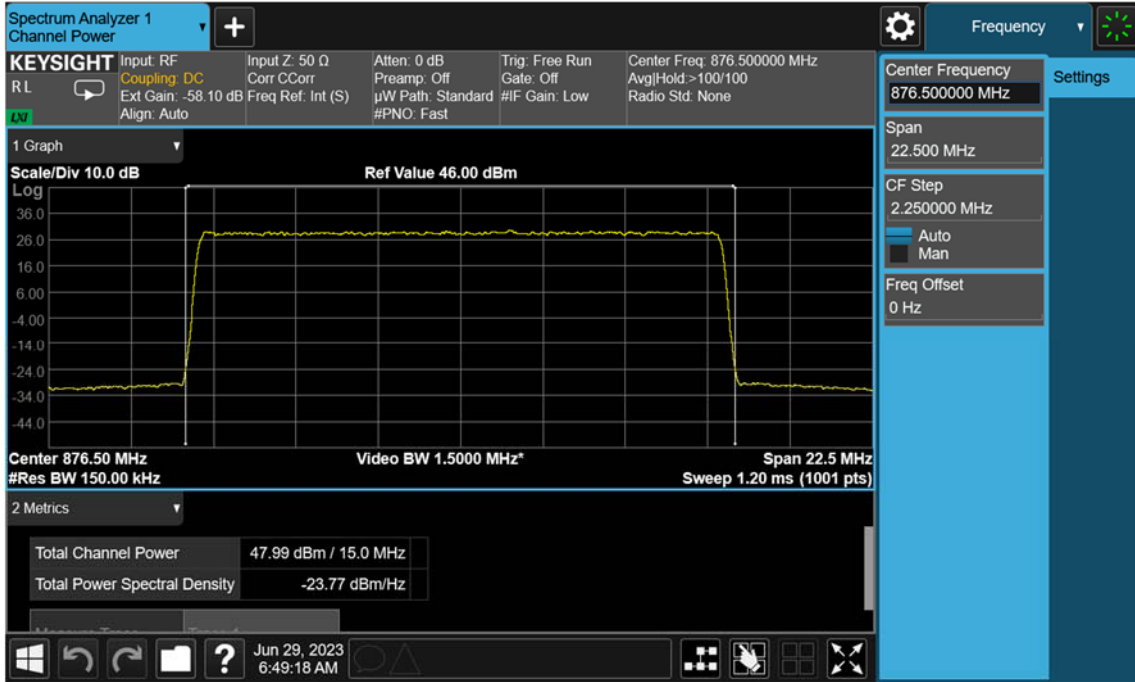 Spectrum Analyzer 1
Channel Power
+
Frequency
KEYSIGHT
RL
LXI
Input: RF
Coupling: DC
Ext Gain: -58.10 dB
Align: Auto
Input Z: 50 Ω
Corr CCorr
Freq Ref: Int (S)
Atten: 0 dB
Preamp: Off
µW Path: Standard
#PNO: Fast
Trig: Free Run
Gate: Off
#IF Gain: Low
Center Freq: 876.500000 MHz
Avg|Hold:>100/100
Radio Std: None
Center Frequency
876.500000 MHz
Settings
Span
22.500 MHz
CF Step
2.250000 MHz
Auto
Man
Freq Offset
0 Hz
1 Graph
Scale/Div 10.0 dB
Ref Value 46.00 dBm
Log
36.0
26.0
16.0
6.00
-4.00
-14.0
-24.0
-34.0
-44.0
Center 876.50 MHz
Video BW 1.5000 MHz*
Span 22.5 MHz
#Res BW 150.00 kHz
Sweep 1.20 ms (1001 pts)
2 Metrics
Total Channel Power 47.99 dBm / 15.0 MHz
Total Power Spectral Density -23.77 dBm/Hz
?
Jun 29, 2023
6:49:18 AM